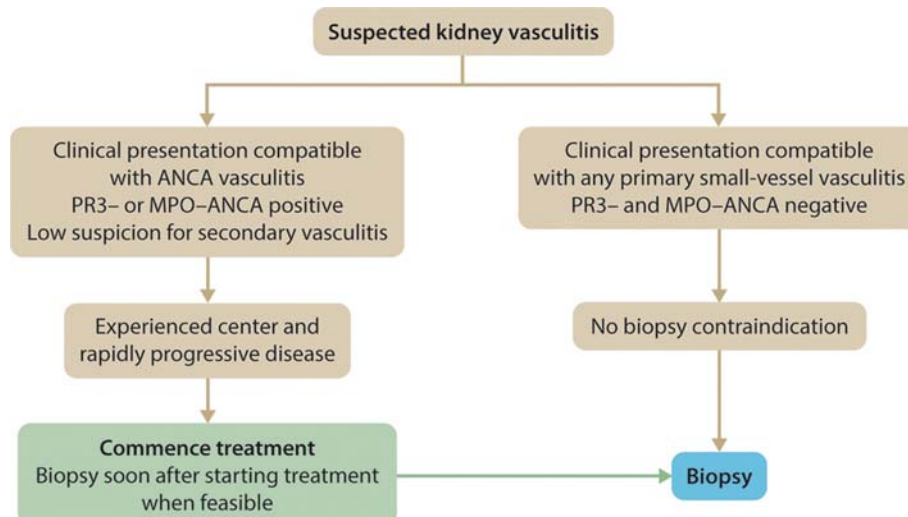 Suspected kidney vasculitis
Clinical presentation compatible
with ANCA vasculitis
PR3– or MPO–ANCA positive
Low suspicion for secondary vasculitis
Clinical presentation compatible
with any primary small-vessel vasculitis
PR3– and MPO–ANCA negative
Experienced center and
rapidly progressive disease
No biopsy contraindication
Commence treatment
Biopsy soon after starting treatment
when feasible
Biopsy